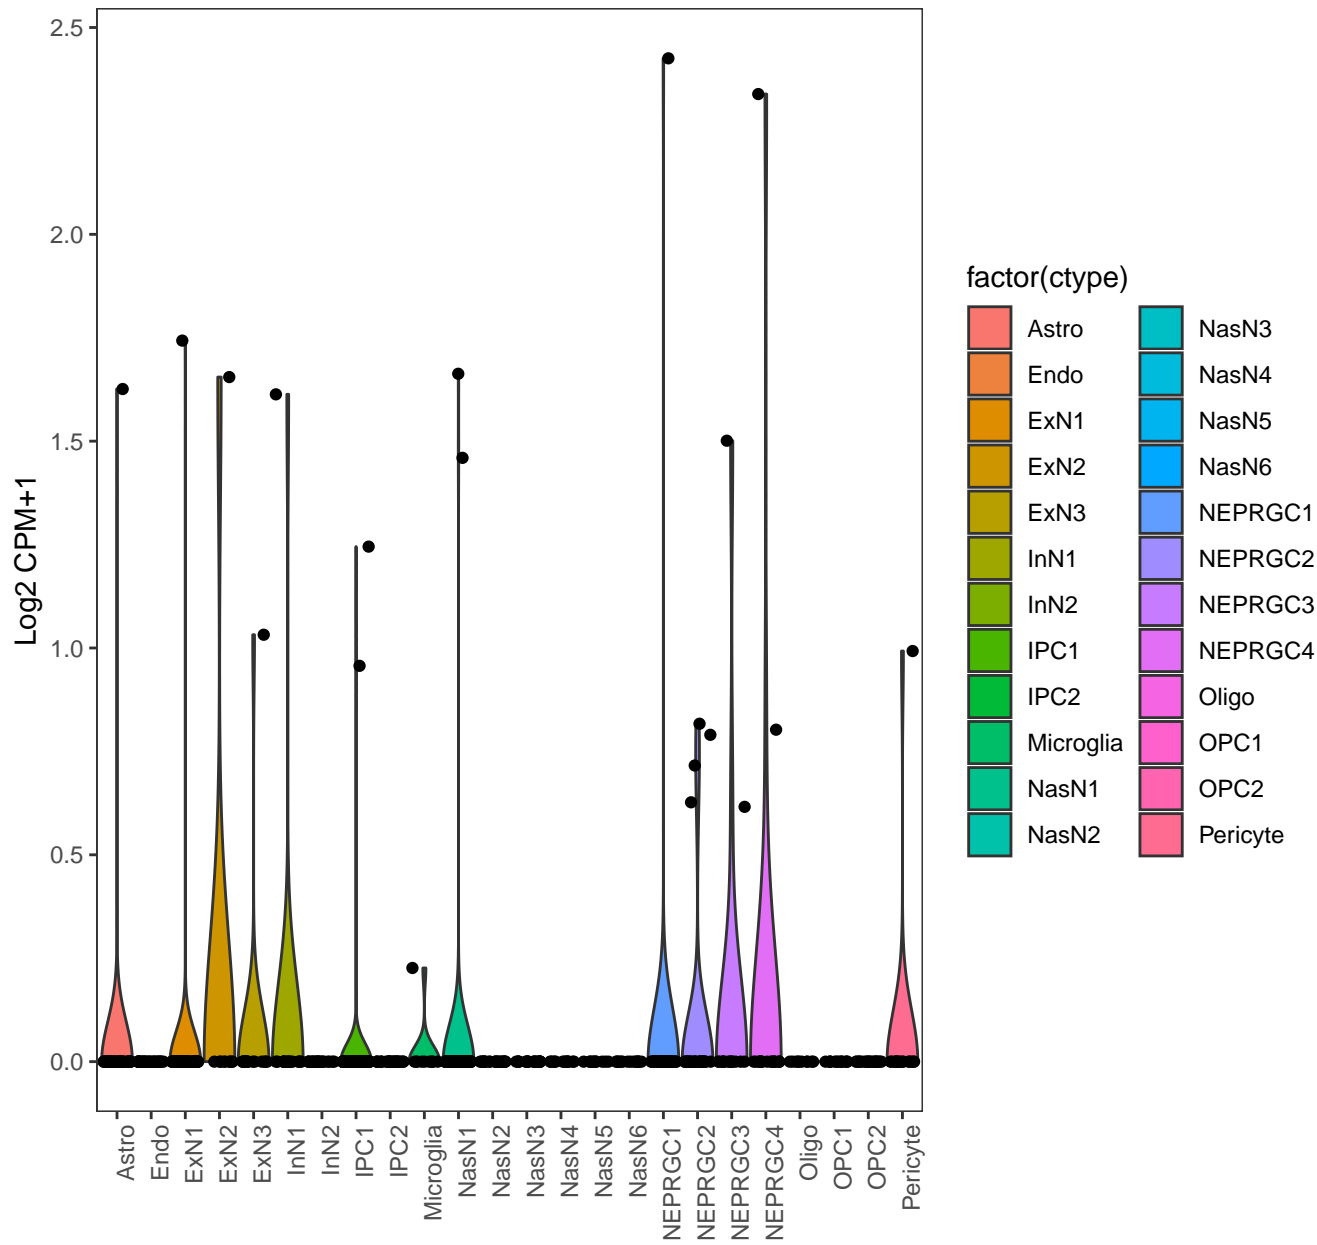 2.5
2.0
1.5
1.0
0.5
0.0
Log2 CPM+1
Astro
Endo
ExN1
ExN2
ExN3
InN1
InN2
IPC1
IPC2
Microglia
NasN1
NasN2
NasN3
NasN4
NasN5
NasN6
NEPRGC1
NEPRGC2
NEPRGC3
NEPRGC4
Oligo
OPC1
OPC2
Pericyte
factor(ctype)
Astro
Endo
ExN1
ExN2
ExN3
InN1
InN2
IPC1
IPC2
Microglia
NasN1
NasN2
NasN3
NasN4
NasN5
NasN6
NEPRGC1
NEPRGC2
NEPRGC3
NEPRGC4
Oligo
OPC1
OPC2
Pericyte